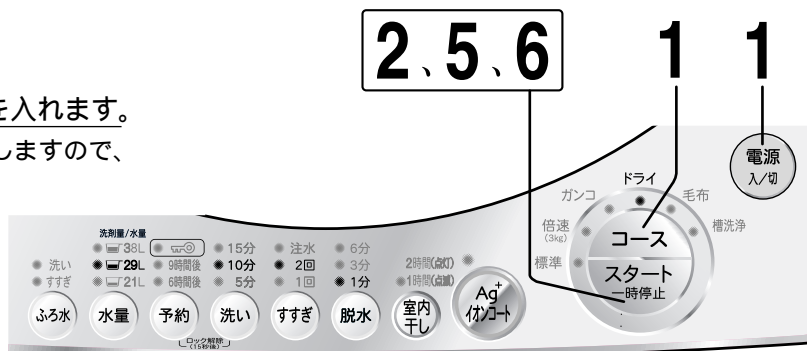 2、5、6
1
1
を入れます。
しますので、
電源
入/切
ドライ
ガンコ
毛布
倍速
(3kg)
槽洗浄
標準
コース
スタート
一時停止
洗剤量/水量
38L
15分
注水
6分
洗い
29L
9時間後
10分
2回
3分
2時間(点灯)
すすぎ
21L
6時間後
5分
1回
1分
1時間(点滅)
ふろ水
水量
予約
洗い
すすぎ
脱水
室内
干し
Ag+
イオンコート
ロック解除
(15秒後)